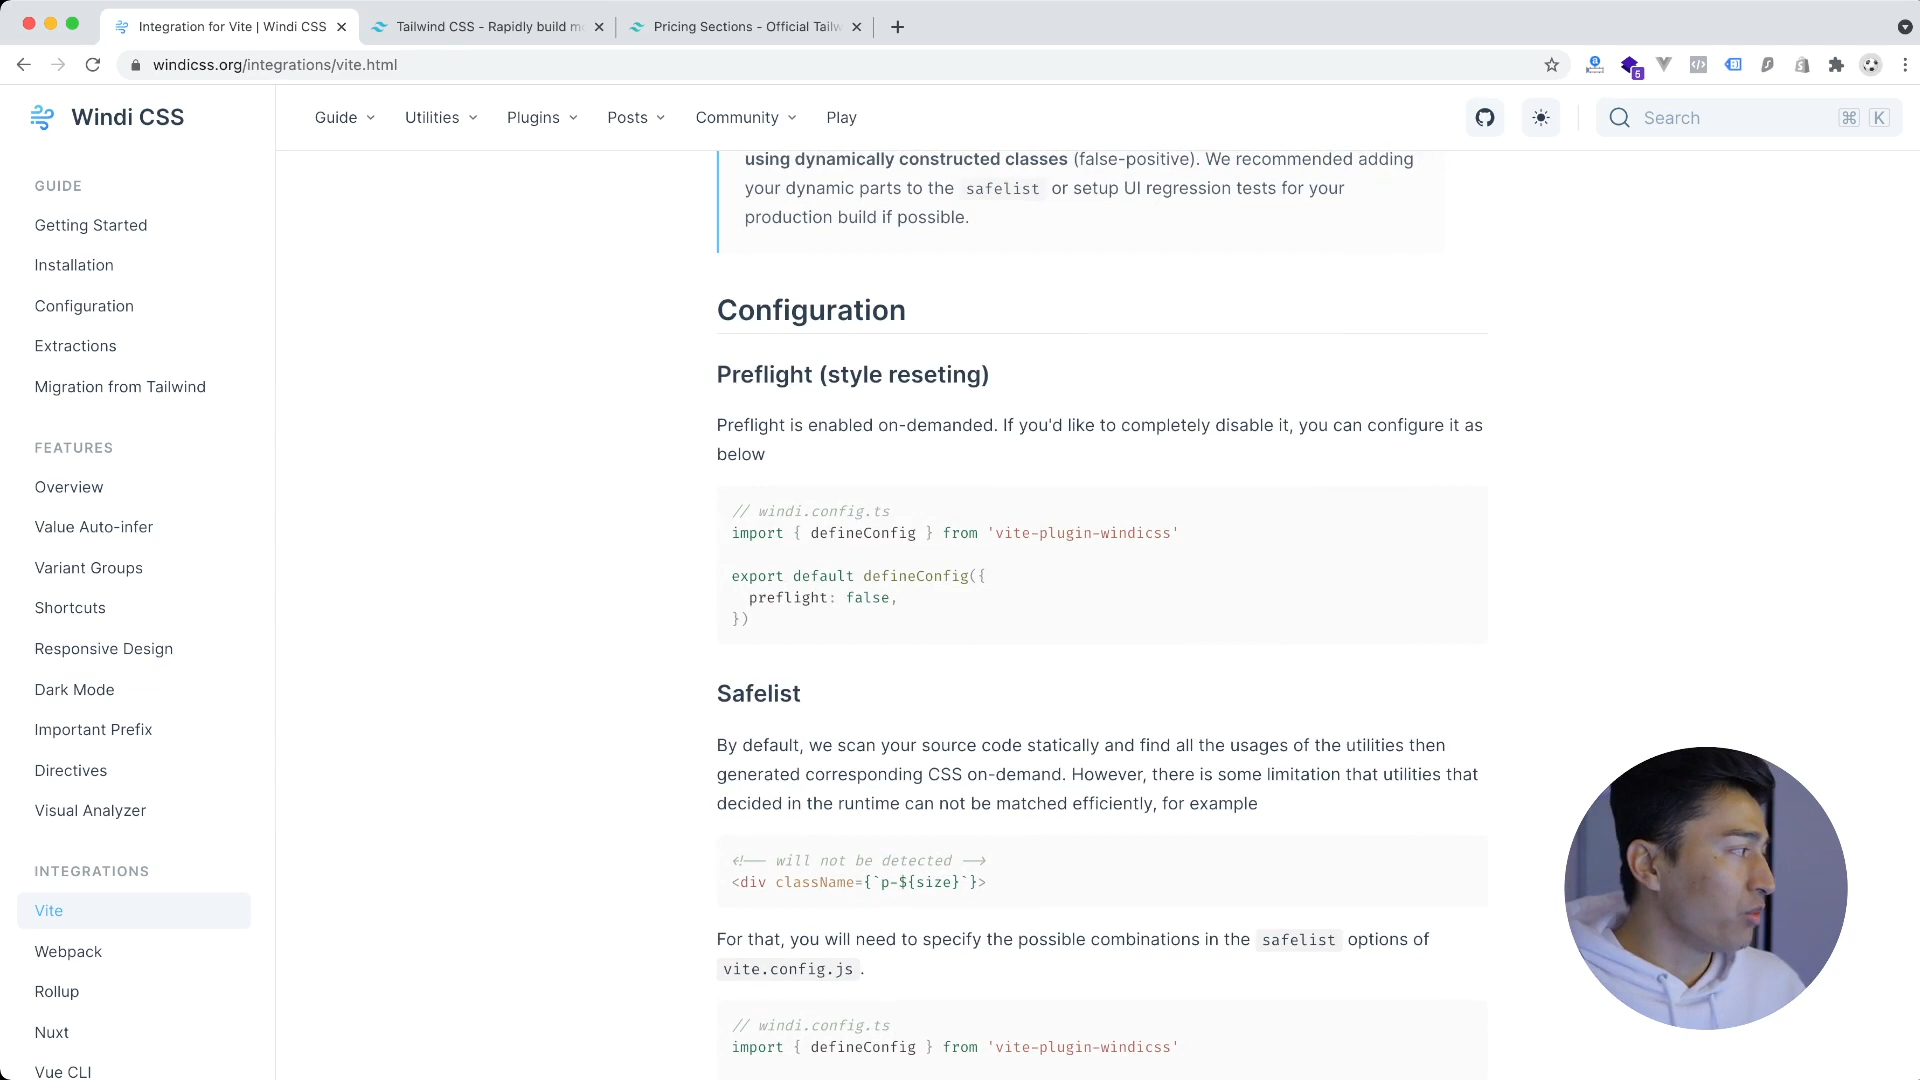 Integration for Vite | Windi CSS
Tailwind CSS - Rapidly build m
Pricing Sections - Official Tailw
windicss.org/integrations/vite.html
5
Windi CSS
Guide
Utilities
Plugins
Posts
Community
Play
Search
⌘ K
GUIDE
Getting Started
Installation
Configuration
Extractions
Migration from Tailwind
FEATURES
Overview
Value Auto-infer
Variant Groups
Shortcuts
Responsive Design
Dark Mode
Important Prefix
Directives
Visual Analyzer
INTEGRATIONS
Vite
Webpack
Rollup
Nuxt
Vue CLI
using dynamically constructed classes (false-positive). We recommended adding
your dynamic parts to the safelist or setup UI regression tests for your
production build if possible.
Configuration
Preflight (style reseting)
Preflight is enabled on-demanded. If you'd like to completely disable it, you can configure it as
below
// windi.config.ts
import { defineConfig } from 'vite-plugin-windicss'
export default defineConfig({
preflight: false,
})
Safelist
By default, we scan your source code statically and find all the usages of the utilities then
generated corresponding CSS on-demand. However, there is some limitation that utilities that
decided in the runtime can not be matched efficiently, for example
<!-- will not be detected -->
<div className={`p-${size}`}>
For that, you will need to specify the possible combinations in the safelist options of
vite.config.js.
// windi.config.ts
import { defineConfig } from 'vite-plugin-windicss'